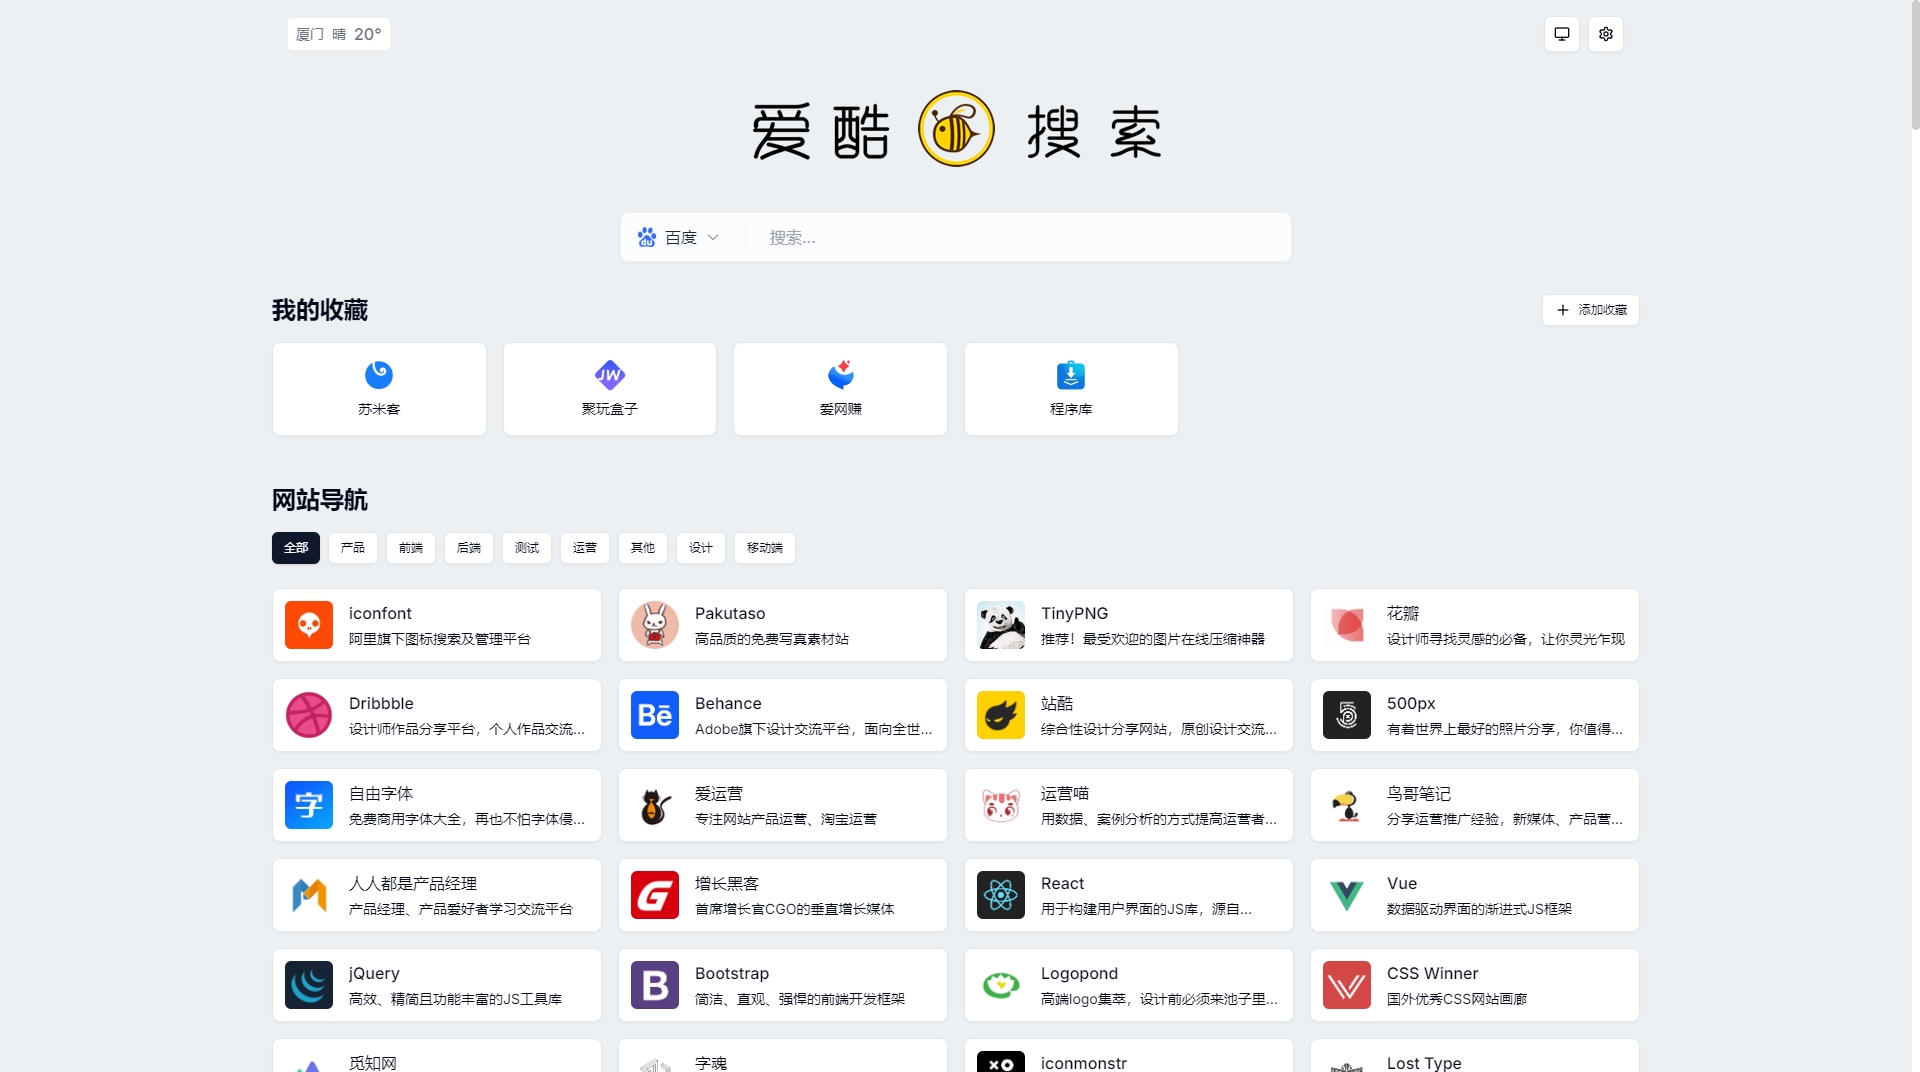 厦门 晴 20°
爱酷 搜索
百度 搜索...
我的收藏
添加收藏
苏米客
聚玩盒子
爱网赚
程序库
网站导航
全部
产品
前端
后端
测试
运营
其他
设计
移动端
iconfont
阿里旗下图标搜索及管理平台
Pakutaso
高品质的免费写真素材站
TinyPNG
推荐！最受欢迎的图片在线压缩神器
花瓣
设计师寻找灵感的必备，让你灵光乍现
Dribbble
设计师作品分享平台，个人作品交流...
Bē
Behance
Adobe旗下设计交流平台，面向全世...
站酷
综合性设计分享网站，原创设计交流...
500px
有着世界上最好的照片分享，你值得...
字
自由字体
免费商用字体大全，再也不怕字体侵...
爱运营
专注网站产品运营、淘宝运营
运营喵
用数据、案例分析的方式提高运营者...
鸟哥笔记
分享运营推广经验，新媒体、产品营...
人人都是产品经理
产品经理、产品爱好者学习交流平台
G
增长黑客
首席增长官CGO的垂直增长媒体
React
用于构建用户界面的JS库，源自...
Vue
数据驱动界面的渐进式JS框架
jQuery
高效、精简且功能丰富的JS工具库
B
Bootstrap
简洁、直观、强悍的前端开发框架
Logopond
高端logo集萃，设计前必须来池子里...
CSS Winner
国外优秀CSS网站画廊
觅知网
字魂
iconmonstr
Lost Type